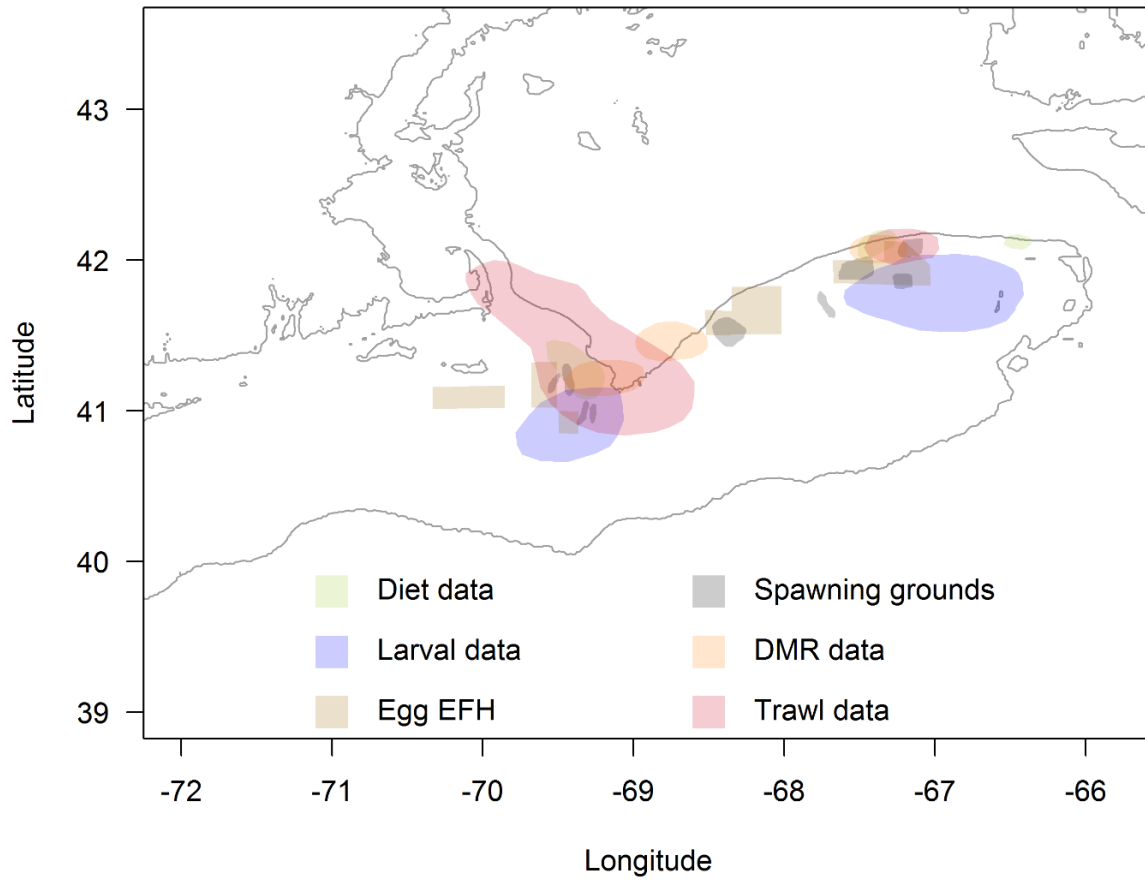 43
42
41
40
39
Latitude
Diet data
Spawning grounds
Larval data
DMR data
Egg EFH
Trawl data
-72 -71 -70 -69 -68 -67 -66
Longitude